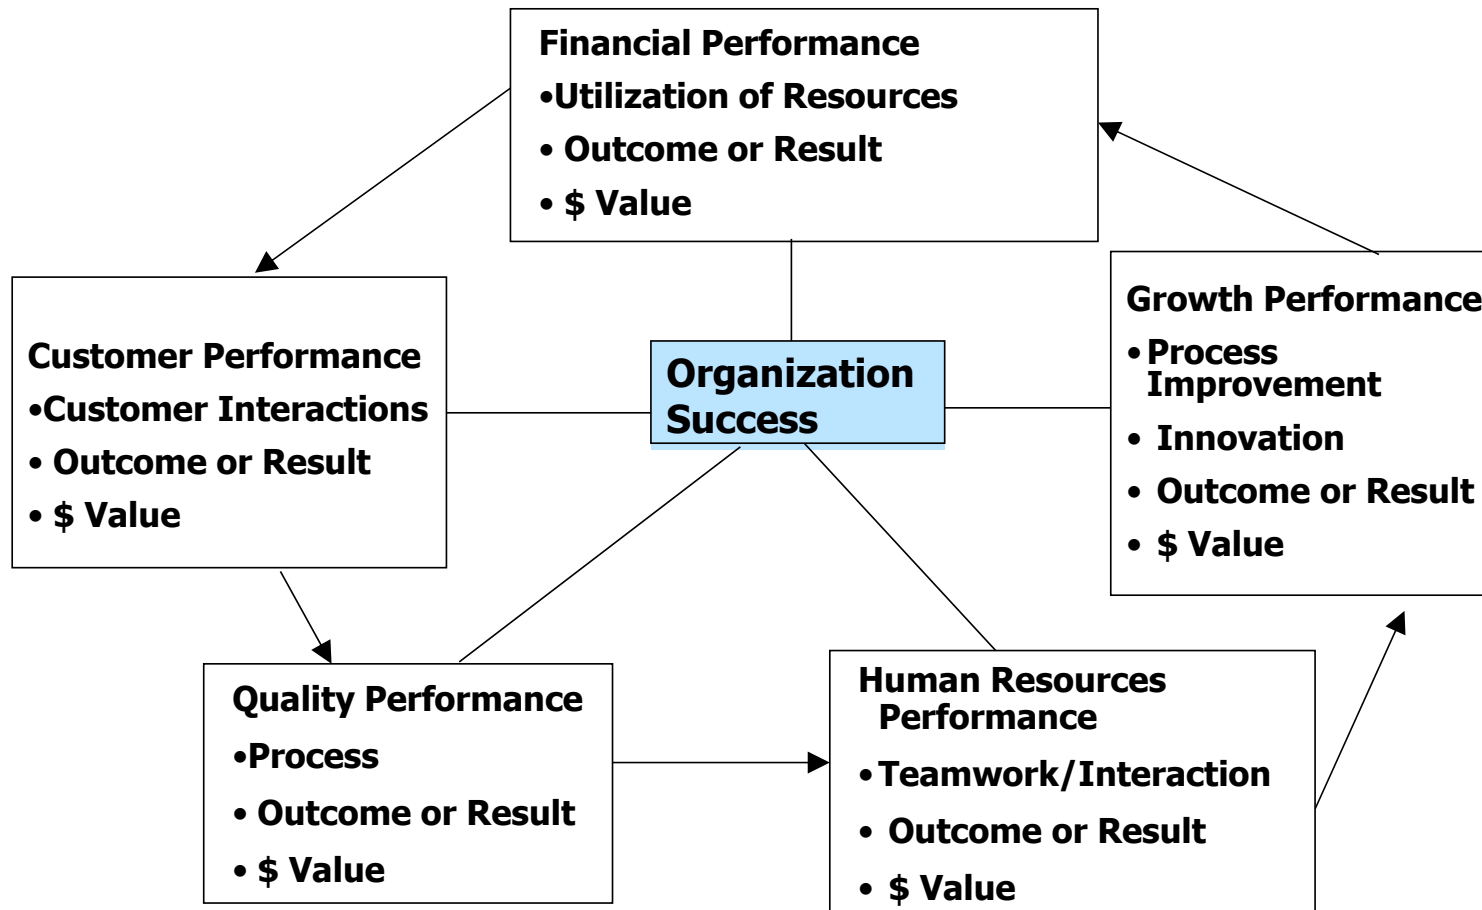 Financial Performance
•Utilization of Resources
• Outcome or Result
• $ Value
Customer Performance
•Customer Interactions
• Outcome or Result
• $ Value
Organization
Success
Growth Performance
• Process
Improvement
• Innovation
• Outcome or Result
• $ Value
Quality Performance
•Process
• Outcome or Result
• $ Value
Human Resources
Performance
• Teamwork/Interaction
• Outcome or Result
• $ Value